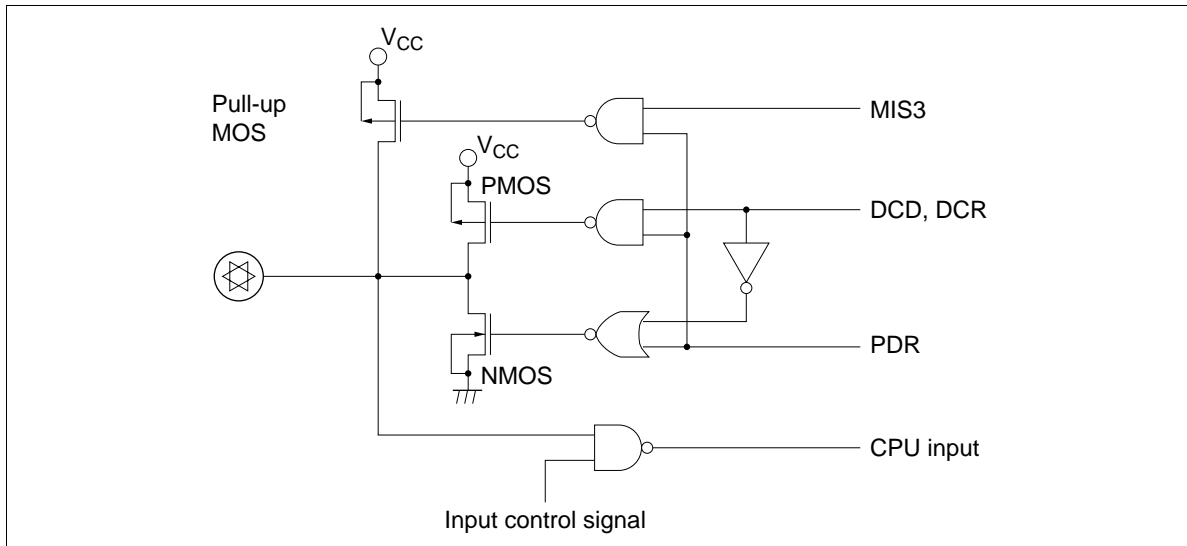 VCC
Pull-up
MOS
MIS3
VCC
PMOS
DCD, DCR
PDR
NMOS
CPU input
Input control signal